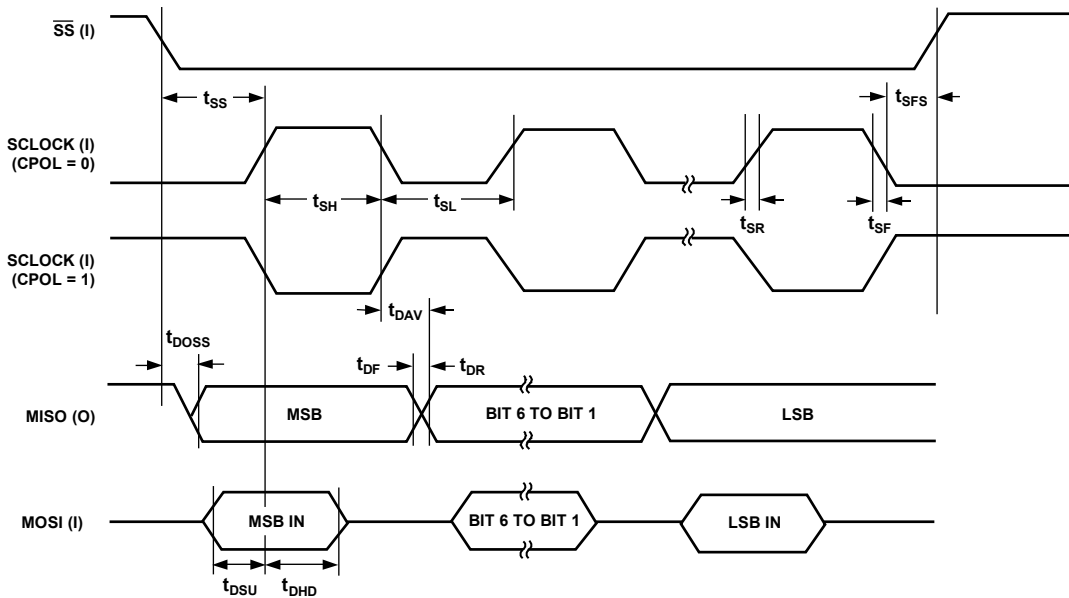 SS (I)
tSS
tSFS
SCLOCK (I)
(CPOL = 0)
tSH
tSL
tSR
tSF
SCLOCK (I)
(CPOL = 1)
tDAV
tDOSS
tDF
tDR
MISO (O)
MSB
BIT 6 TO BIT 1
LSB
MOSI (I)
MSB IN
BIT 6 TO BIT 1
LSB IN
tDSU
tDHD